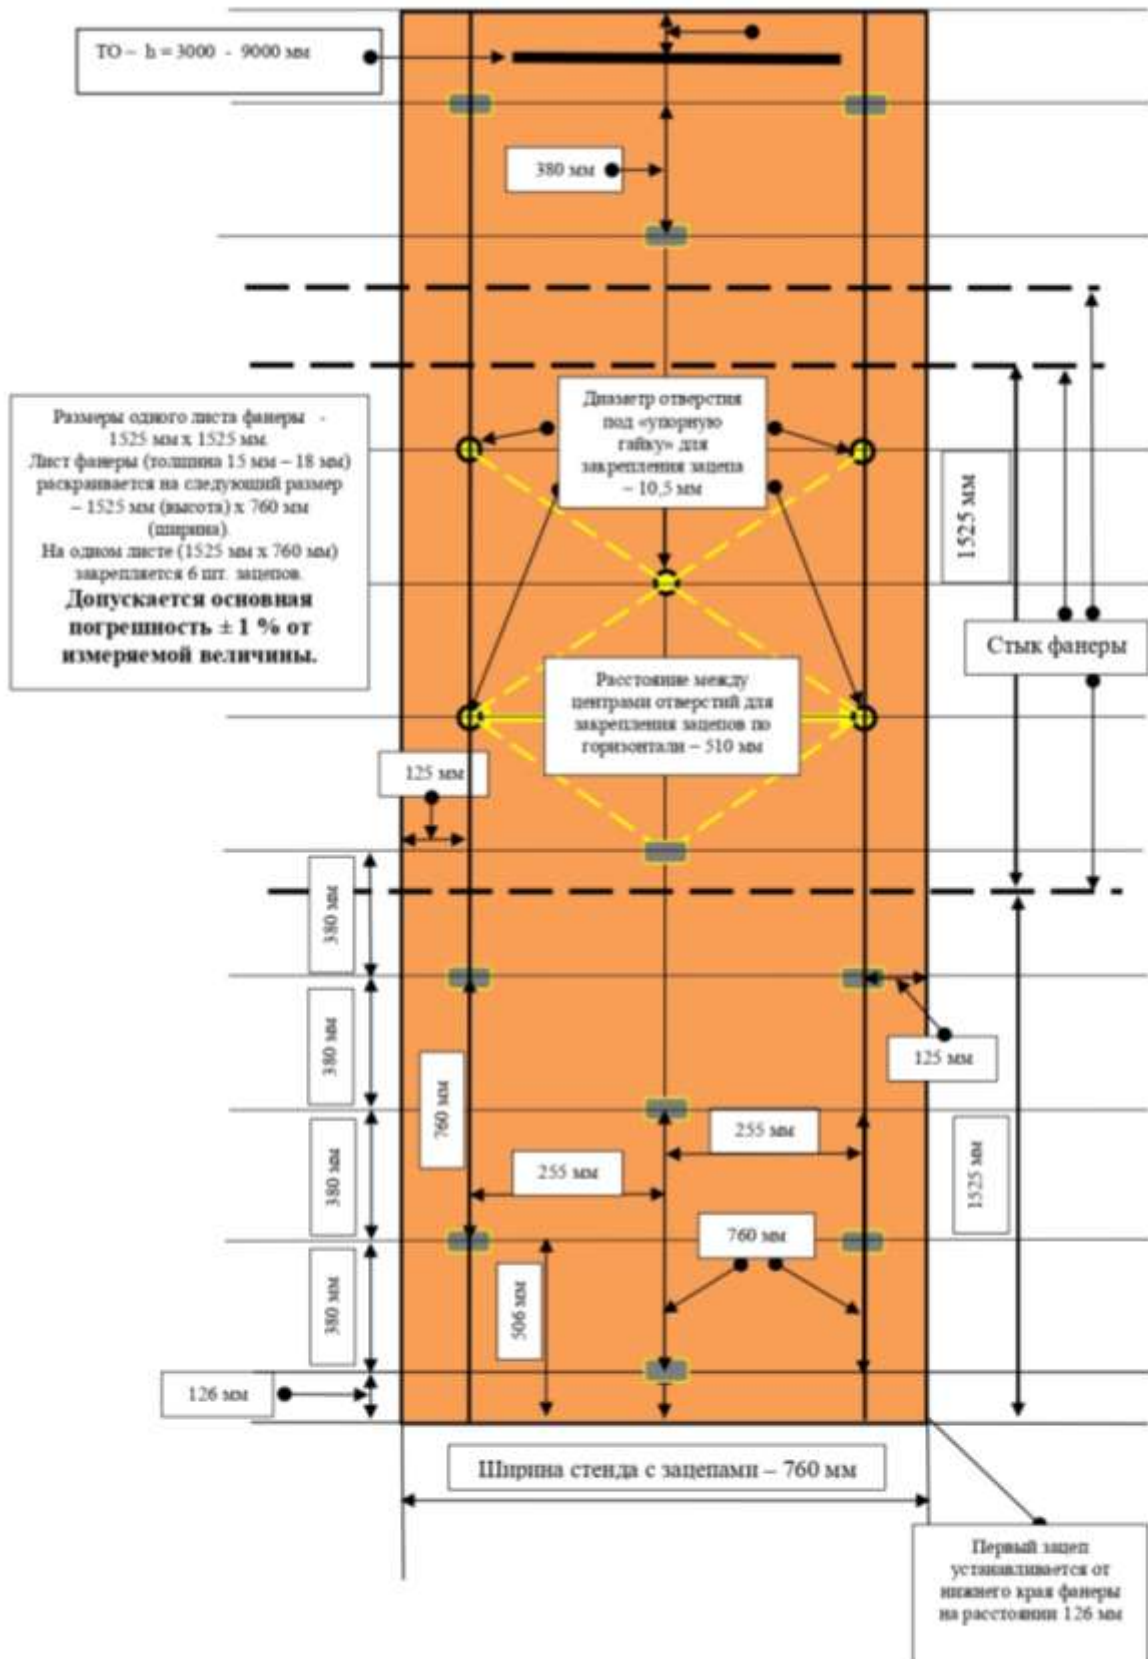 ТО – h = 3000 - 9000 мм
380 мм
Диаметр отверстия
под «упорную
гайку» для
закрепления зацепа
– 10,5 мм
Размеры одного листа фанеры -
1525 мм х 1525 мм.
Лист фанеры (толщина 15 мм – 18 мм)
раскраивается на следующий размер
– 1525 мм (высота) х 760 мм
(ширина).
На одном листе (1525 мм х 760 мм)
закрепляется 6 шт. зацепов.
Допускается основная
погрешность ± 1 % от
измеряемой величины.
1525 мм
Стык фанеры
Расстояние между
центрами отверстий для
закрепления зацепов по
горизонтали – 510 мм
125 мм
380 мм
380 мм
125 мм
760 мм
255 мм
380 мм
1525 мм
255 мм
760 мм
506 мм
380 мм
126 мм
Ширина стенда с зацепами – 760 мм
Первый зацеп
устанавливается от
нижнего края фанеры
на расстоянии 126 мм